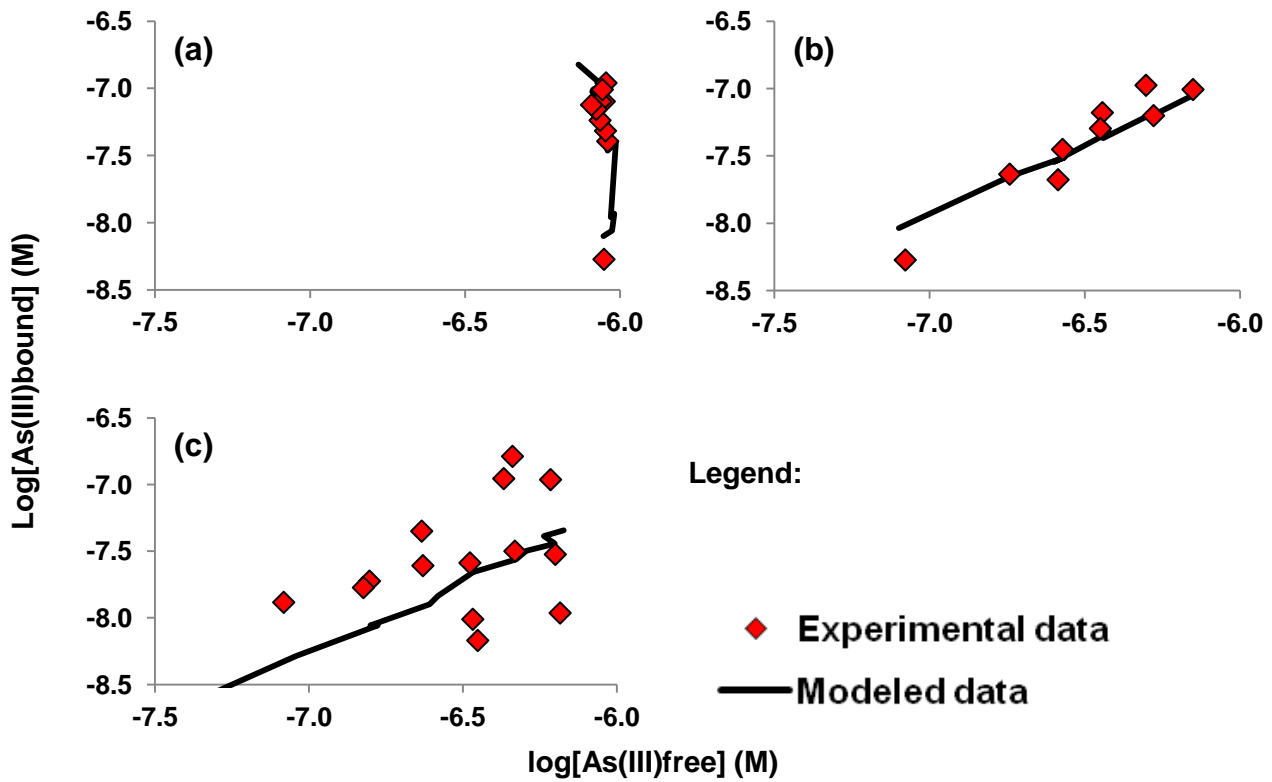 -6.5
(a)
-7.0
-7.5
-8.0
-8.5
-7.5 -7.0 -6.5 -6.0
-6.5
(b)
-7.0
-7.5
-8.0
-8.5
-7.5 -7.0 -6.5 -6.0
Log[As(III)bound] (M)
-6.5
(c)
-7.0
-7.5
-8.0
-8.5
-7.5 -7.0 -6.5 -6.0
log[As(III)free] (M)
Legend:
Experimental data
Modeled data